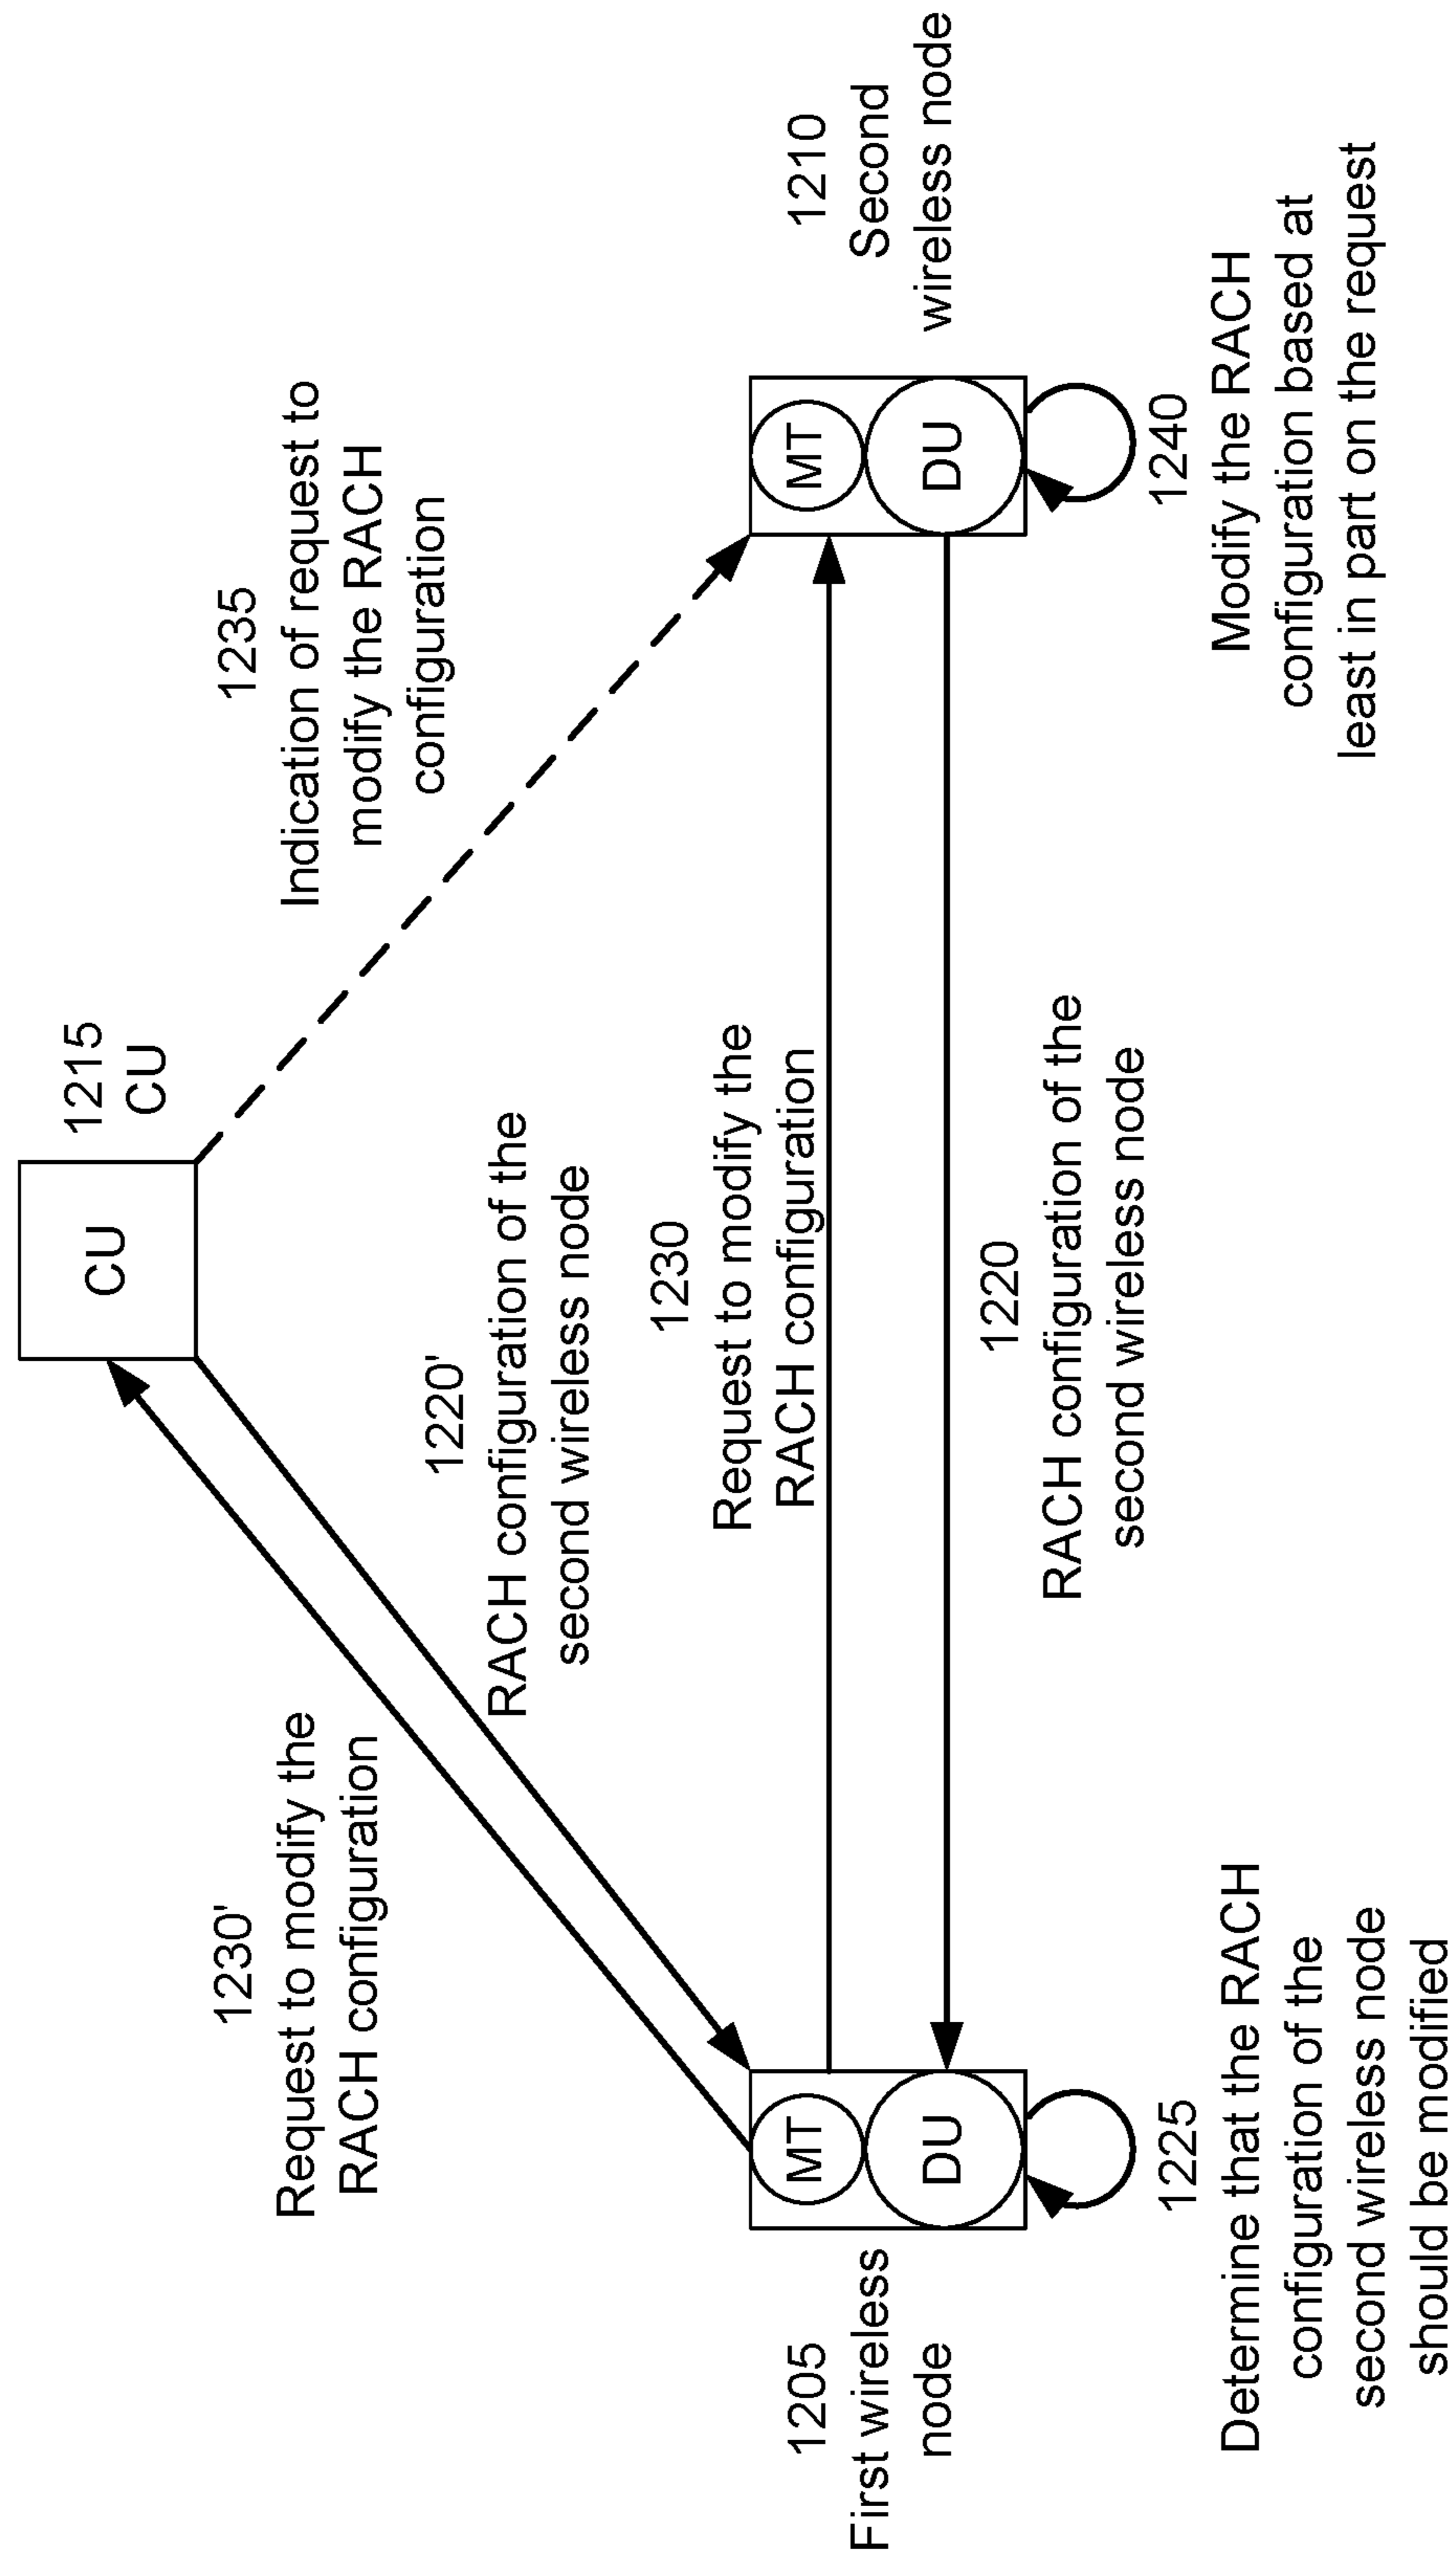 CU
1215
CU
1230'
Request to modify the
RACH configuration
1235
Indication of request to
modify the RACH
configuration
1220'
RACH configuration of the
second wireless node
1230
Request to modify the
RACH configuration
1205
First wireless
node
MT
DU
MT
DU
1210
Second
wireless node
1220
RACH configuration of the
second wireless node
1225
Determine that the RACH
configuration of the
second wireless node
should be modified
1240
Modify the RACH
configuration based at
least in part on the request